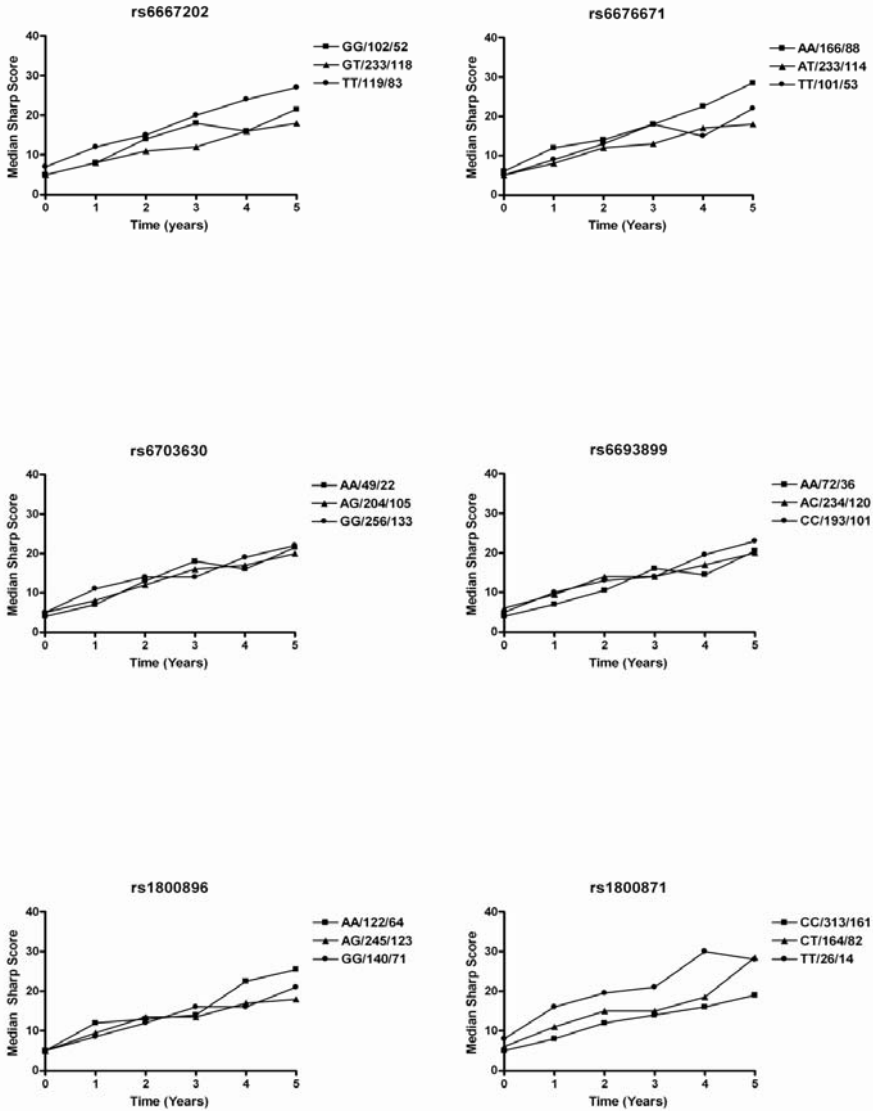 rs6667202
Median Sharp Score
40
30
20
10
0
0 1 2 3 4 5
Time (years)
GG/102/52
GT/233/118
TT/119/83
rs6676671
Median Sharp Score
40
30
20
10
0
0 1 2 3 4 5
Time (Years)
AA/166/88
AT/233/114
TT/101/53
rs6703630
Median Sharp Score
40
30
20
10
0
0 1 2 3 4 5
Time (Years)
AA/49/22
AG/204/105
GG/256/133
rs6693899
Median Sharp Score
40
30
20
10
0
0 1 2 3 4 5
Time (Years)
AA/72/36
AC/234/120
CC/193/101
rs1800896
Median Sharp Score
40
30
20
10
0
0 1 2 3 4 5
Time (Years)
AA/122/64
AG/245/123
GG/140/71
rs1800871
Median Sharp Score
40
30
20
10
0
0 1 2 3 4 5
Time (Years)
CC/313/161
CT/164/82
TT/26/14